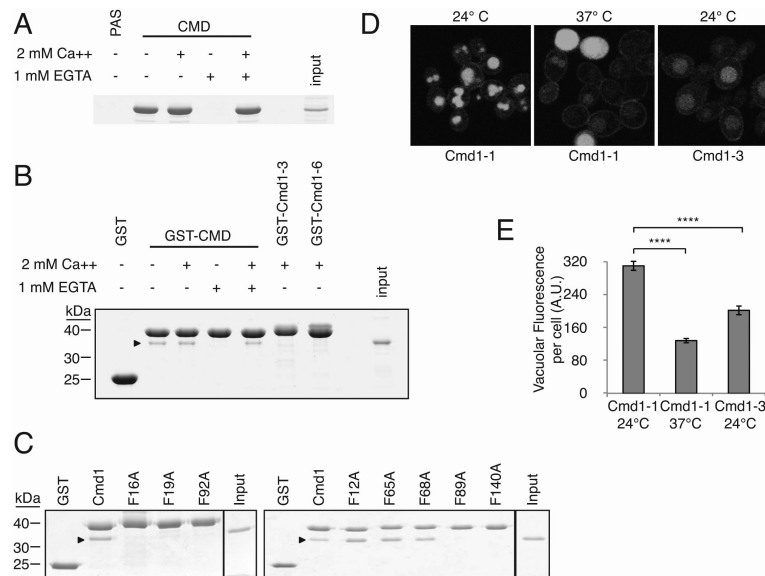 A
PAS
CMD
2 mM Ca++ - - + - +
1 mM EGTA - - - + +
input
B
GST
GST-CMD
GST-Cmd1-3
GST-Cmd1-6
2 mM Ca++ - - + - + + +
1 mM EGTA - - - + + - -
input
kDa
40
30
25
C
kDa
GST
Cmd1
F16A
F19A
F92A
Input
GST
Cmd1
F12A
F65A
F68A
F89A
F140A
Input
40
30
25
D
24° C 37° C 24° C
Cmd1-1 Cmd1-1 Cmd1-3
E
****
****
Vacuolar Fluorescence
per cell (A.U.)
320
240
160
80
0
Cmd1-1 Cmd1-1 Cmd1-3
24°C 37°C 24°C